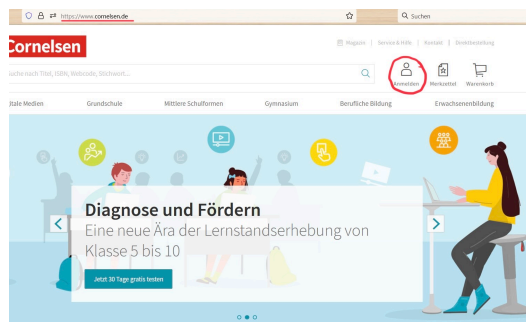 https://www.cornelsen.de
Suchen
Cornelsen
Magazin | Service & Hilfe | Kontakt | Direktbestellung
suche nach Titel, ISBN, Webcode, Stichwort...
Anmelden
Merkzettel
Warenkorb
itale Medien
Grundschule
Mittlere Schulformen
Gymnasium
Berufliche Bildung
Erwachsenenbildung
Diagnose und Fördern
Eine neue Ära der Lernstandserhebung von
Klasse 5 bis 10
Jetzt 30 Tage gratis testen